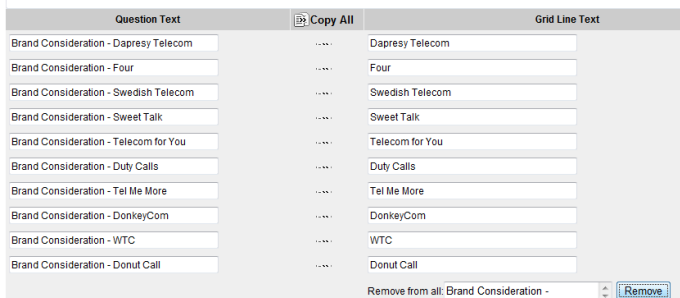 Question Text Copy All Grid Line Text
Brand Consideration - Dapresy Telecom Dapresy Telecom
Brand Consideration - Four Four
Brand Consideration - Swedish Telecom Swedish Telecom
Brand Consideration - Sweet Talk Sweet Talk
Brand Consideration - Telecom for You Telecom for You
Brand Consideration - Duty Calls Duty Calls
Brand Consideration - Tel Me More Tel Me More
Brand Consideration - DonkeyCom DonkeyCom
Brand Consideration - WTC WTC
Brand Consideration - Donut Call Donut Call
Remove from all: Brand Consideration - Remove